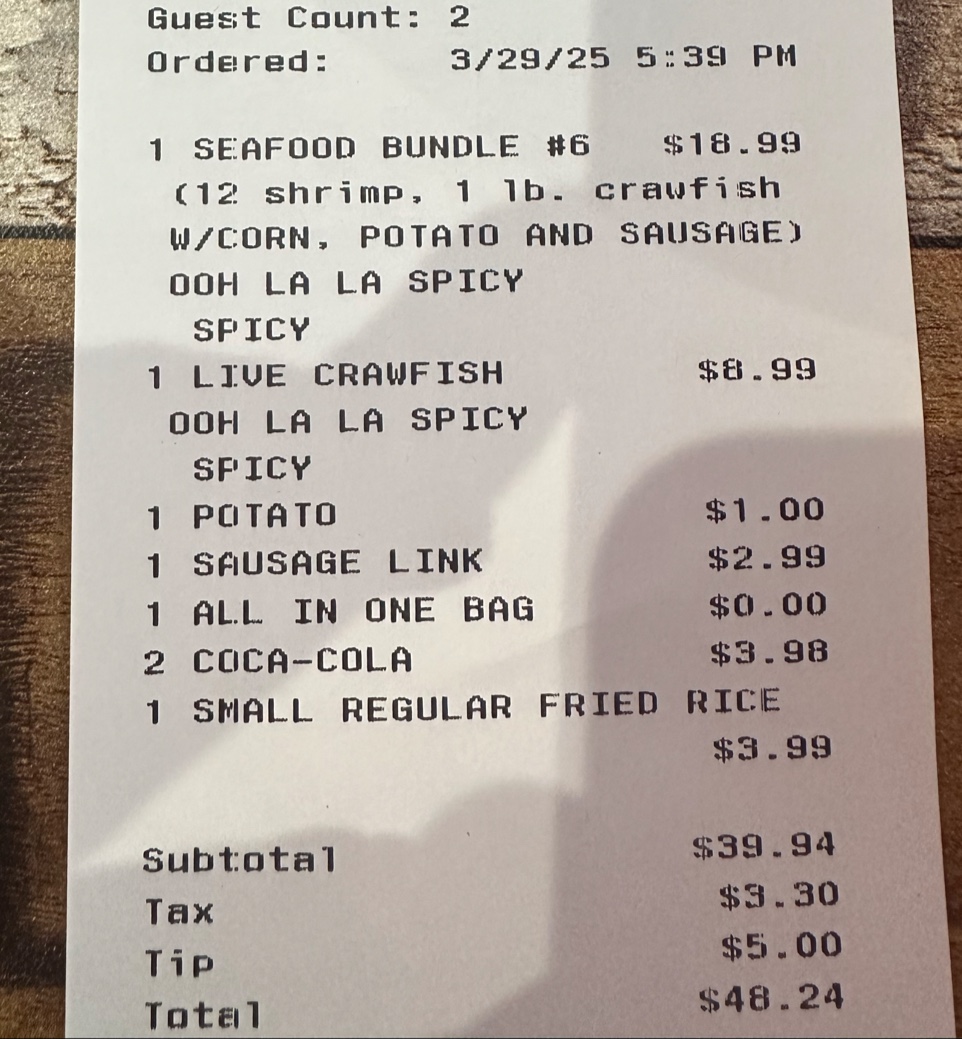 Guest Count: 2
Ordered: 3/29/25 5:39 PM
1 SEAFOOD BUNDLE #6 $18.99
(12 shrimp, 1 lb. crawfish
W/CORN, POTATO AND SAUSAGE)
OOH LA LA SPICY
SPICY
1 LIVE CRAWFISH $8.99
OOH LA LA SPICY
SPICY
1 POTATO $1.00
1 SAUSAGE LINK $2.99
1 ALL IN ONE BAG $0.00
2 COCA-COLA $3.98
1 SMALL REGULAR FRIED RICE
$3.99
Subtotal $39.94
Tax $3.30
Tip $5.00
Total $48.24